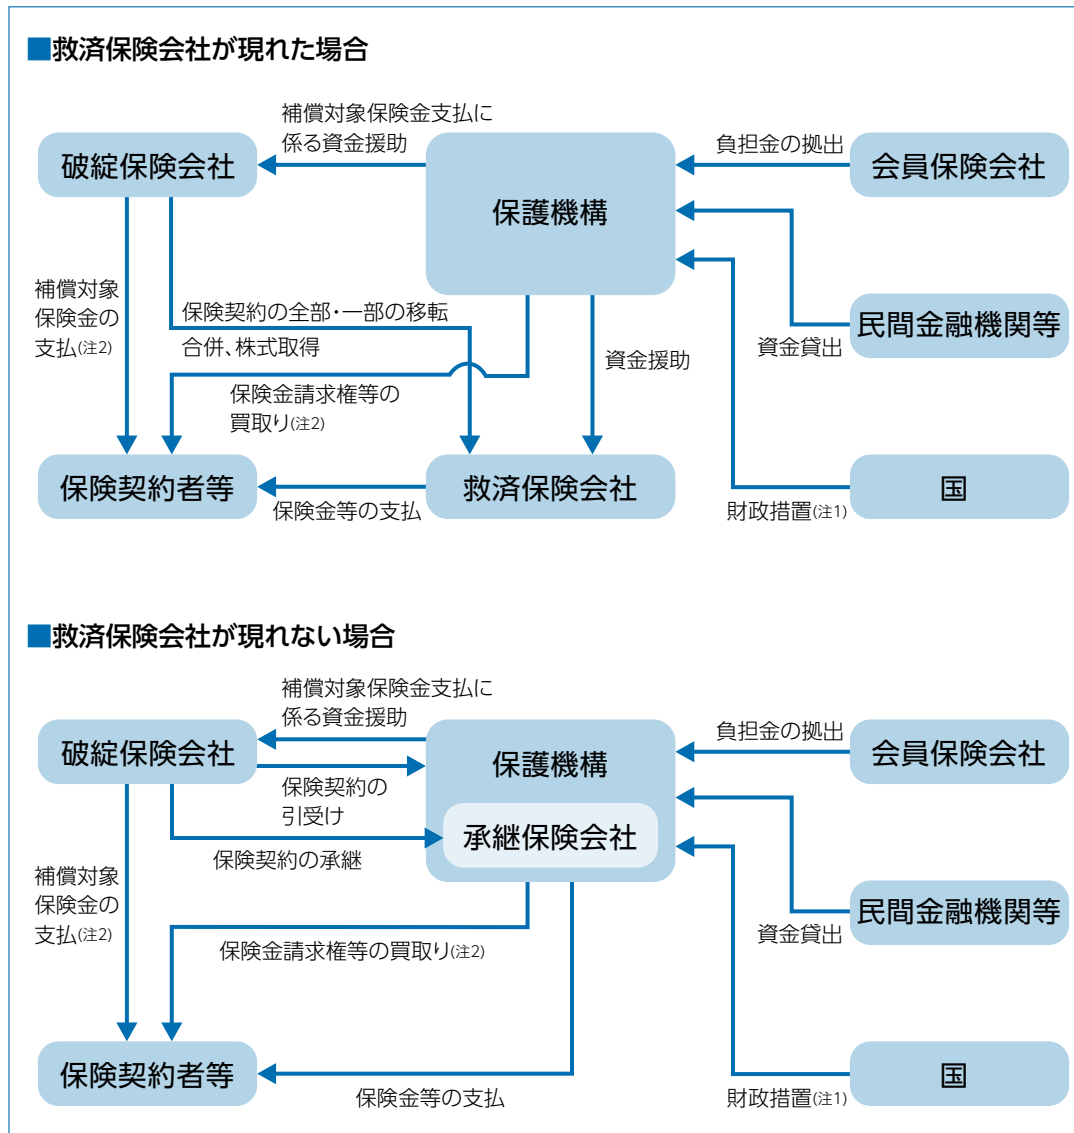 ■救済保険会社が現れた場合
補償対象保険金支払に
係る資金援助
負担金の拠出
破綻保険会社
保護機構
会員保険会社
補償対象
保険金の
支払(注2)
保険契約の全部・一部の移転
合併、株式取得
資金援助
民間金融機関等
資金貸出
保険金請求権等の
買取り(注2)
保険契約者等
救済保険会社
国
保険金等の支払
財政措置(注1)
■救済保険会社が現れない場合
補償対象保険金支払に
係る資金援助
負担金の拠出
破綻保険会社
保護機構
会員保険会社
保険契約の
引受け
承継保険会社
保険契約の承継
補償対象
保険金の
支払(注2)
民間金融機関等
資金貸出
保険金請求権等の買取り(注2)
保険契約者等
国
保険金等の支払
財政措置(注1)